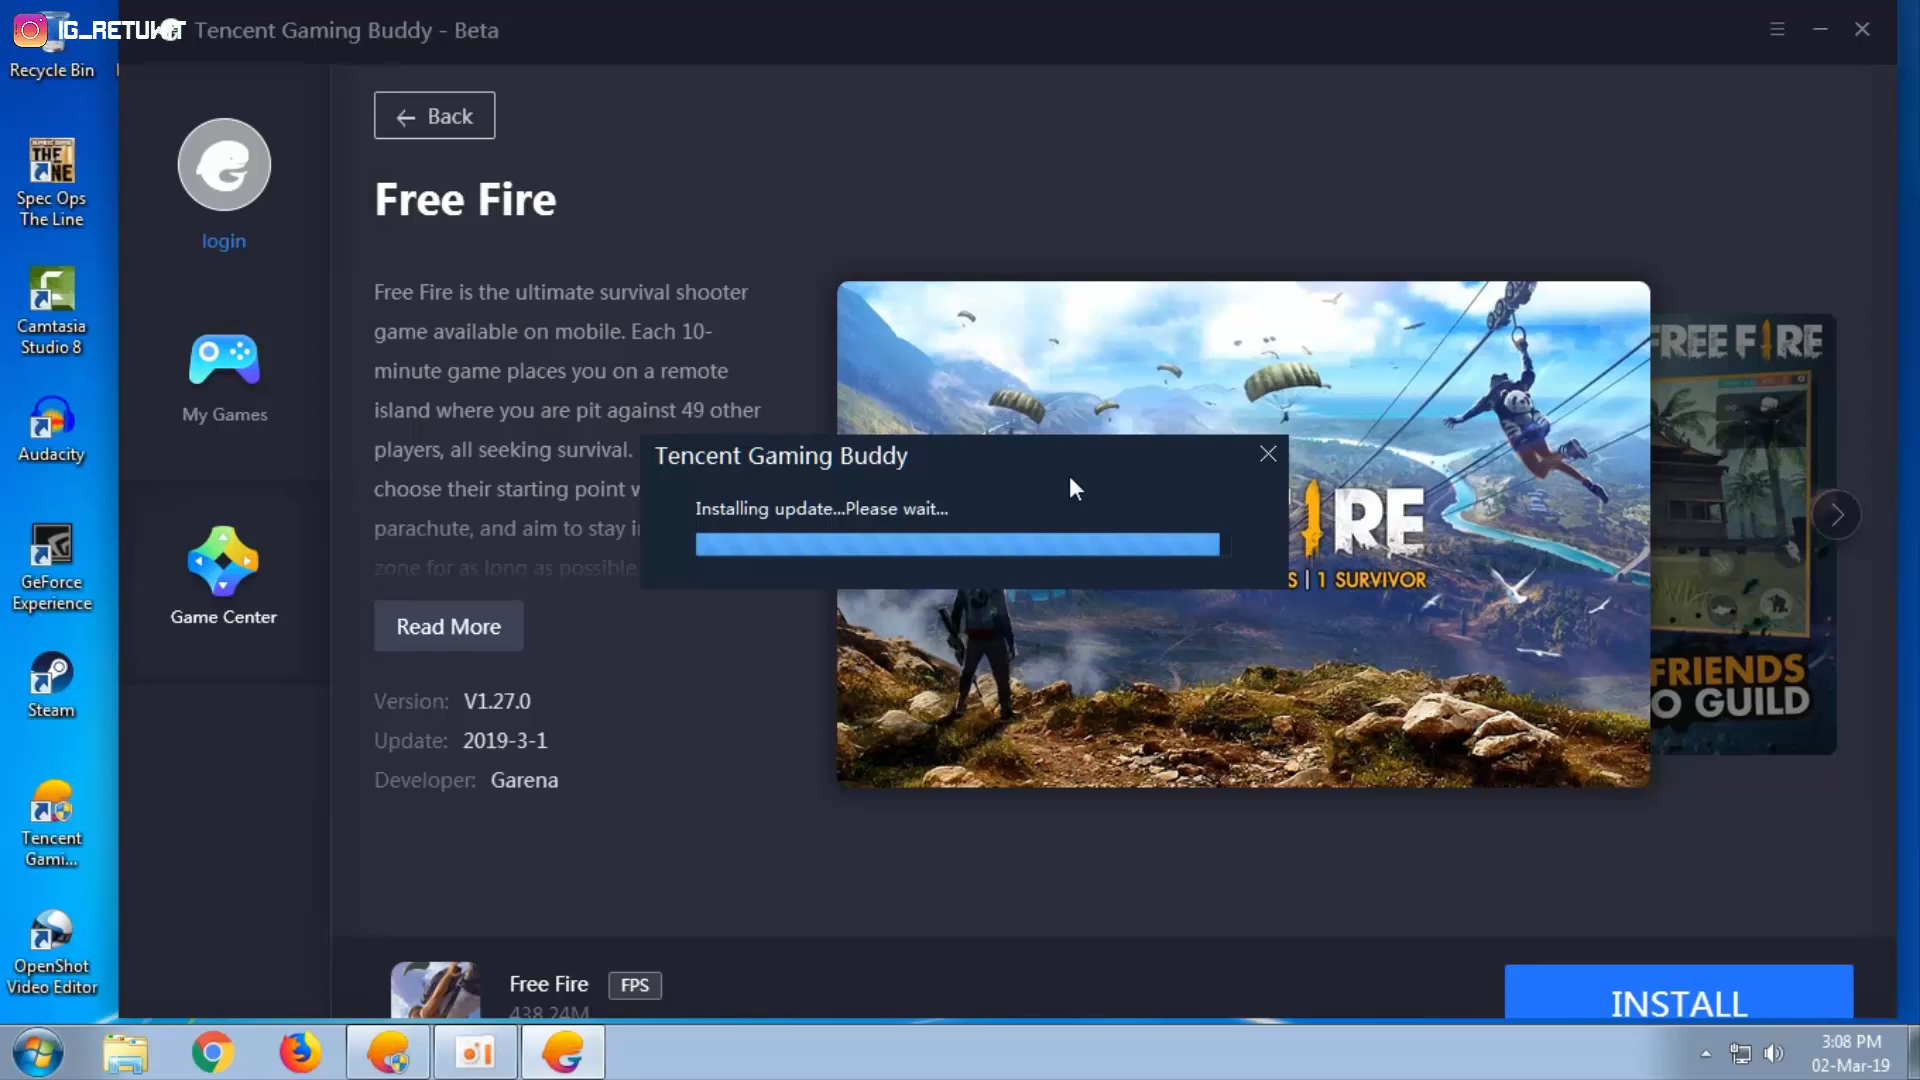 IG_RETUKIT
Tencent Gaming Buddy - Beta
Recycle Bin
Spec Ops
The Line
Camtasia
Studio 8
Audacity
GeForce
Experience
Steam
Tencent
Gami...
OpenShot
Video Editor
login
My Games
Game Center
Back
Free Fire
Free Fire is the ultimate survival shooter
game available on mobile. Each 10-
minute game places you on a remote
island where you are pit against 49 other
players, all seeking survival.
choose their starting point
parachute, and aim to stay
zone for as long as possible
Read More
Version: V1.27.0
Update: 2019-3-1
Developer: Garena
Tencent Gaming Buddy
Installing update...Please wait...
IRE
| 1 SURVIVOR
FREE FIRE
FRIENDS
O GUILD
Free Fire FPS
438.24M
INSTALL
3:08 PM
02-Mar-19